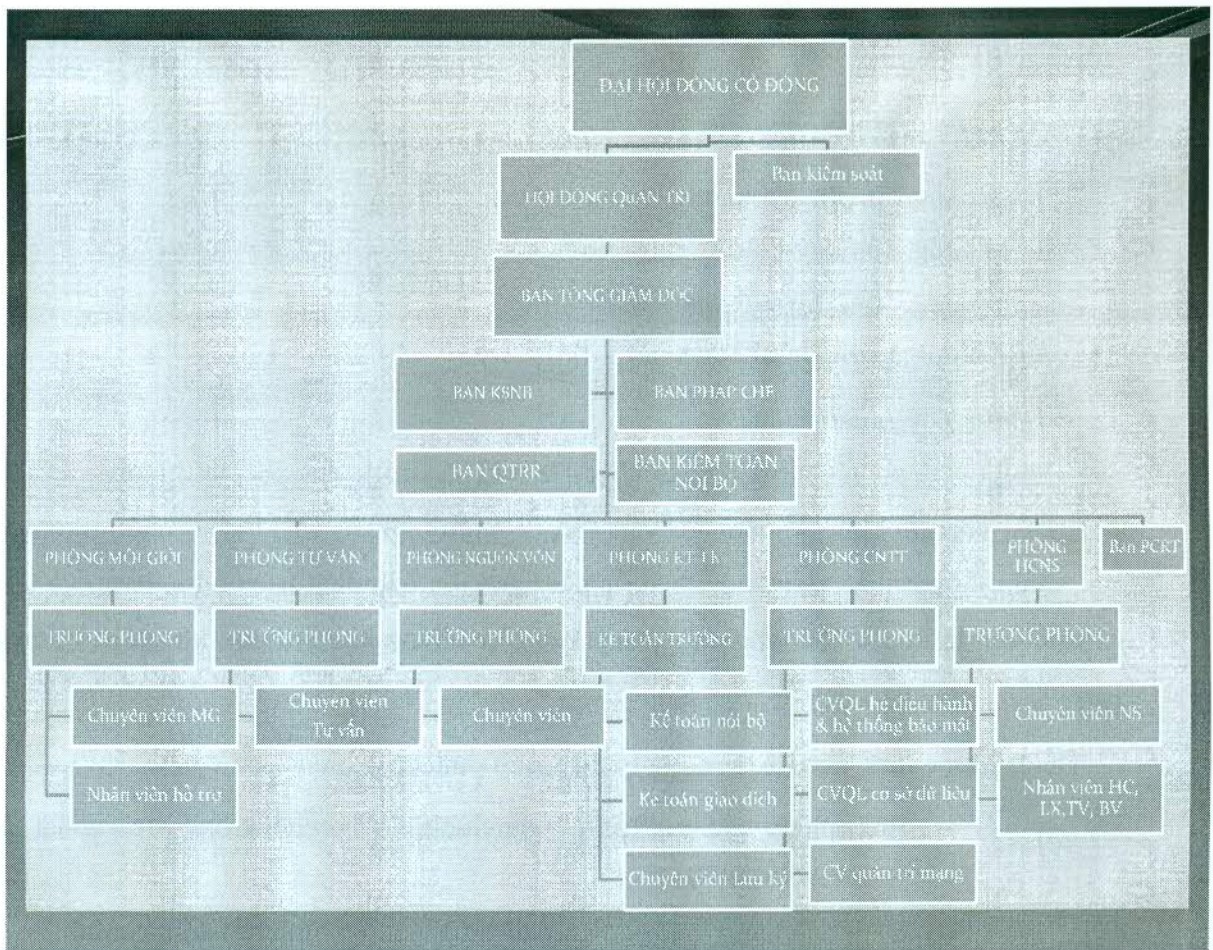 ĐẠI HỘI ĐỒNG CỔ ĐÔNG
HỘI ĐỒNG QuẢN TRỊ
Ban kiểm soát
BAN TỔNG GIÁM ĐỐC
BAN KSNB
BAN PHÁP CHẾ
BAN QTRR
BAN KIỂM TOÁN
NỘI BỘ
PHÒNG MÔI GIỚI
PHÒNG TƯ VẤN
PHÒNG NGUỒN VỐN
PHÒNG KT-LK
PHÒNG CNTT
PHÒNG
HCNS
Ban PCRT
TRƯỞNG PHÒNG
TRƯỞNG PHÒNG
TRƯỞNG PHÒNG
KẾ TOÁN TRƯỞNG
TRƯỞNG PHÒNG
TRƯỞNG PHÒNG
Chuyên viên MG
Chuyên viên
Tư vấn
Chuyên viên
Kế toán nội bộ
CVQL hệ điều hành
& hệ thống bảo mật
Chuyên viên NS
Nhân viên hỗ trợ
Kế toán giao dịch
CVQL cơ sở dữ liệu
Nhân viên HC,
LX,TV, BV
Chuyên viên Lưu ký
CV quản trị mạng